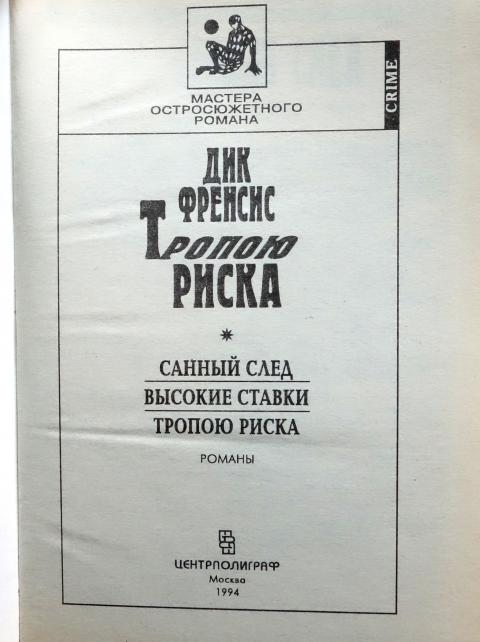 МАСТЕРА
ОСТРОСЮЖЕТНОГО
РОМАНА
CRIME
ДИК
ФРЕНСИС
ТРОПОЮ
РИСКА
*
САННЫЙ СЛЕД
ВЫСОКИЕ СТАВКИ
ТРОПОЮ РИСКА
РОМАНЫ
ЦЕНТРПОЛИГРАФ
Москва
1994